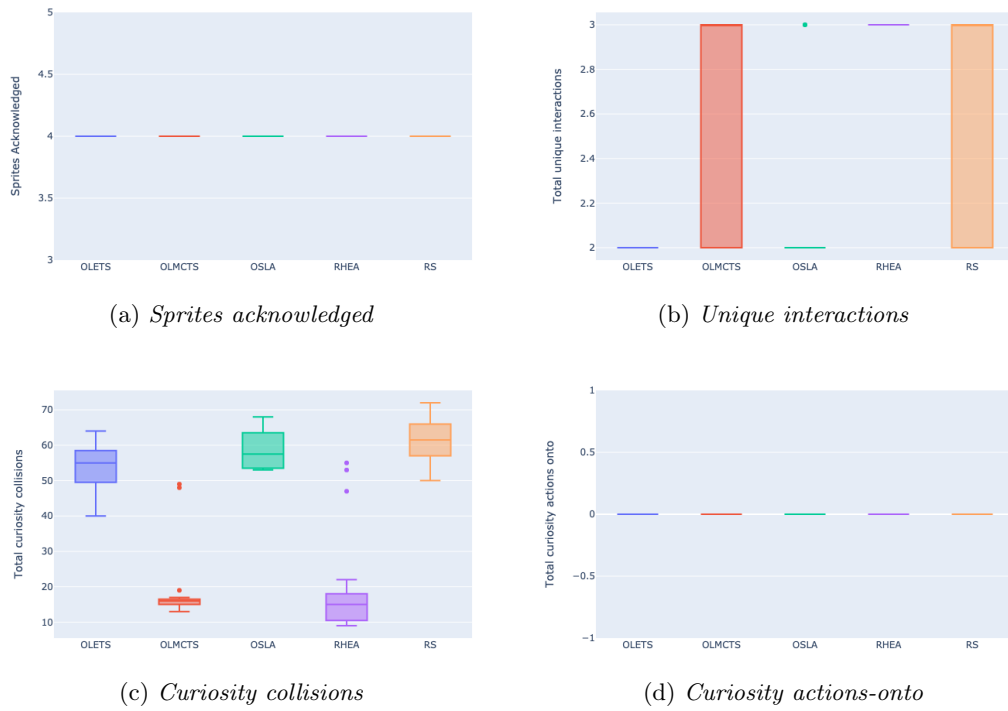 Sprites Acknowledged
5
4.5
4
3.5
3
OLETS OLMCTS OSLA RHEA RS
(a) Sprites acknowledged
Total unique interactions
3
2.8
2.6
2.4
2.2
2
OLETS OLMCTS OSLA RHEA RS
(b) Unique interactions
Total curiosity collisions
70
60
50
40
30
20
10
OLETS OLMCTS OSLA RHEA RS
(c) Curiosity collisions
Total curiosity actions onto
1
0.5
0
−0.5
−1
OLETS OLMCTS OSLA RHEA RS
(d) Curiosity actions-onto